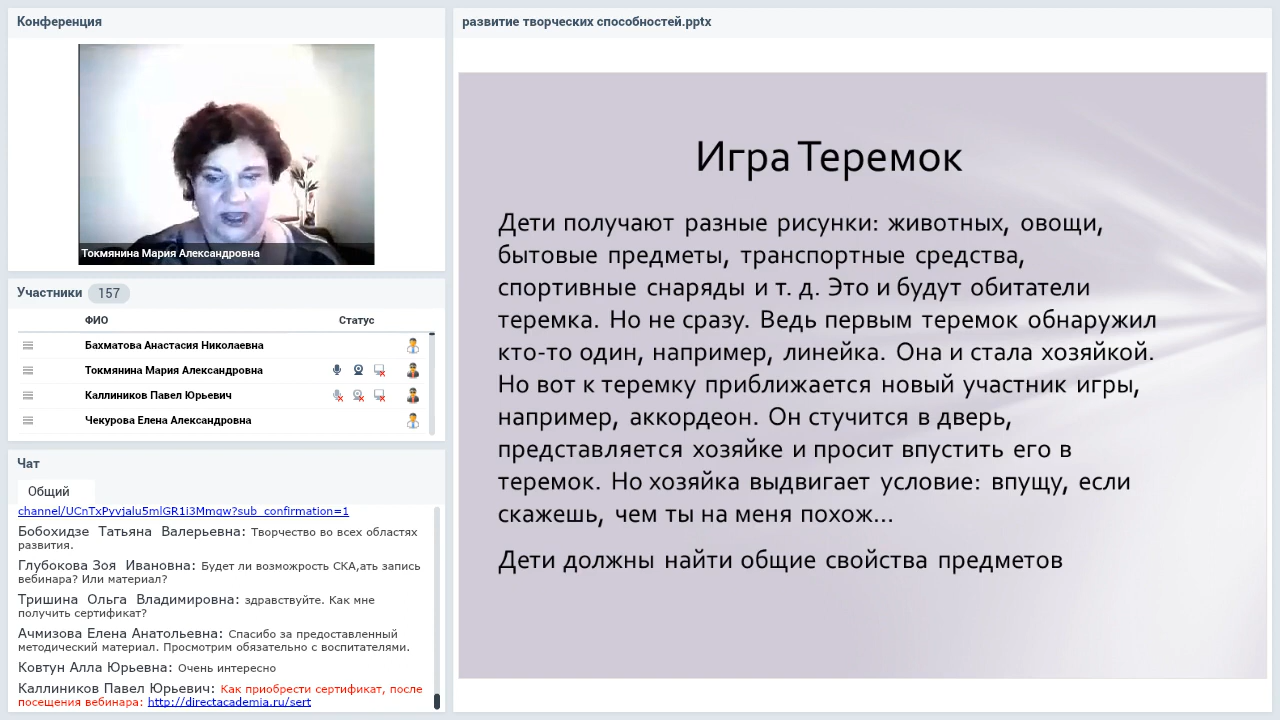 Конференция
Токмянина Мария Александровна
Участники 157
ФИО Статус
Бахматова Анастасия Николаевна
Токмянина Мария Александровна
Каллиников Павел Юрьевич
Чекурова Елена Александровна
Чат
Общий
channel/UCnTxPyvjalu5mlGR1i3Mmqw?sub_confirmation=1
Бобохидзе Татьяна Валерьевна: Творчество во всех областях
развития.
Глубокова Зоя Ивановна: Будет ли возможрость СКА,ать запись
вебинара? Или материал?
Тришина Ольга Владимировна: здравствуйте. Как мне
получить сертификат?
Ачмизова Елена Анатольевна: Спасибо за предоставленный
методический материал. Просмотрим обязательно с воспитателями.
Ковтун Алла Юрьевна: Очень интересно
Каллиников Павел Юрьевич: Как приобрести сертификат, после
посещения вебинара: http://directacademia.ru/sert
развитие творческих способностей.pptx
Игра Теремок
Дети получают разные рисунки: животных, овощи,
бытовые предметы, транспортные средства,
спортивные снаряды и т. д. Это и будут обитатели
теремка. Но не сразу. Ведь первым теремок обнаружил
кто-то один, например, линейка. Она и стала хозяйкой.
Но вот к теремку приближается новый участник игры,
например, аккордеон. Он стучится в дверь,
представляется хозяйке и просит впустить его в
теремок. Но хозяйка выдвигает условие: впущу, если
скажешь, чем ты на меня похож...
Дети должны найти общие свойства предметов